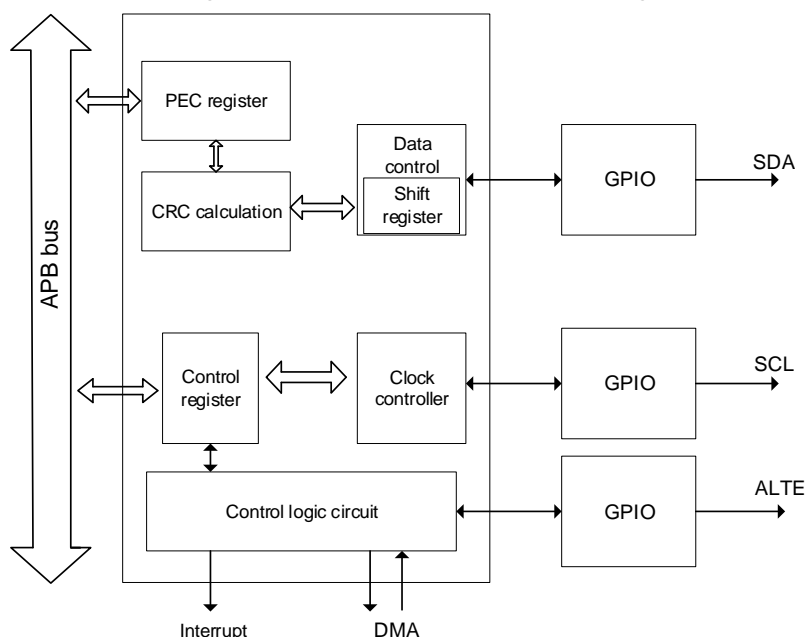 PEC register
CRC calculation
Data
control
Shift
register
GPIO
SDA
APB bus
Control
register
Clock
controller
GPIO
SCL
Control logic circuit
GPIO
ALTE
Interrupt
DMA